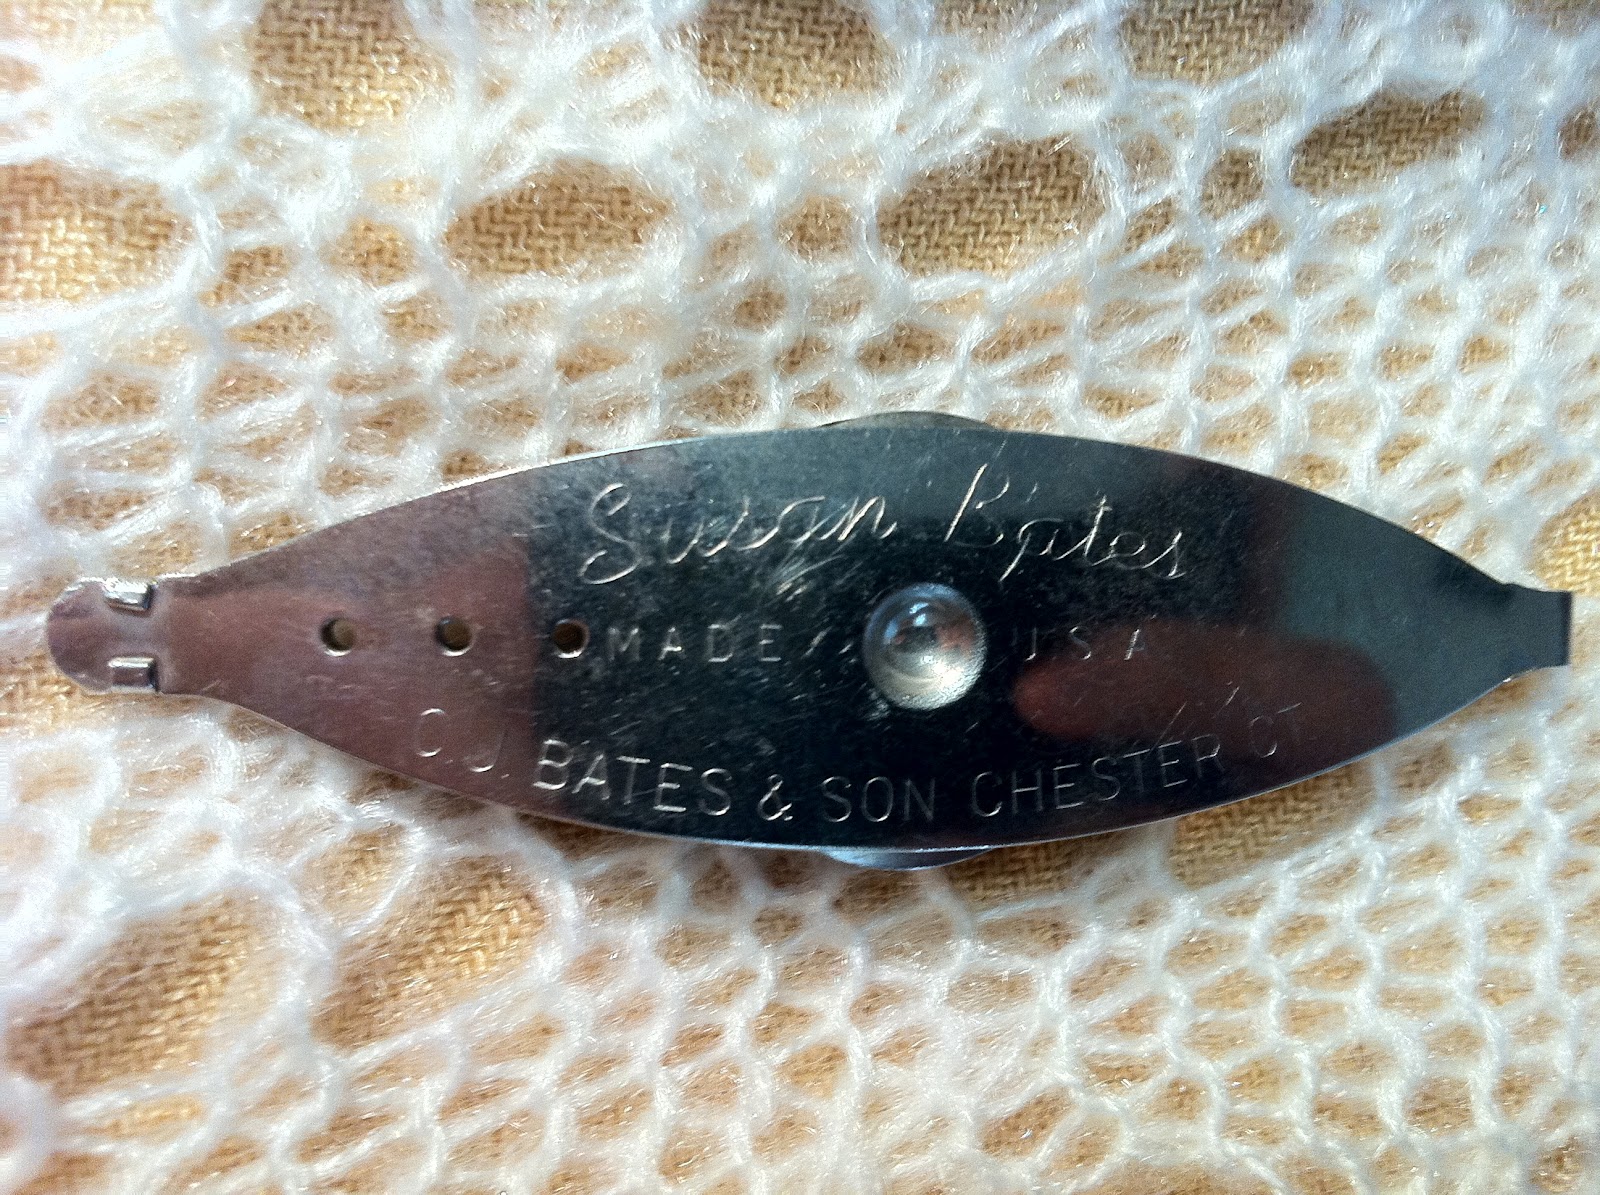 Susan Bates
MADE U.S.A
C.J. BATES & SON CHESTER CT.